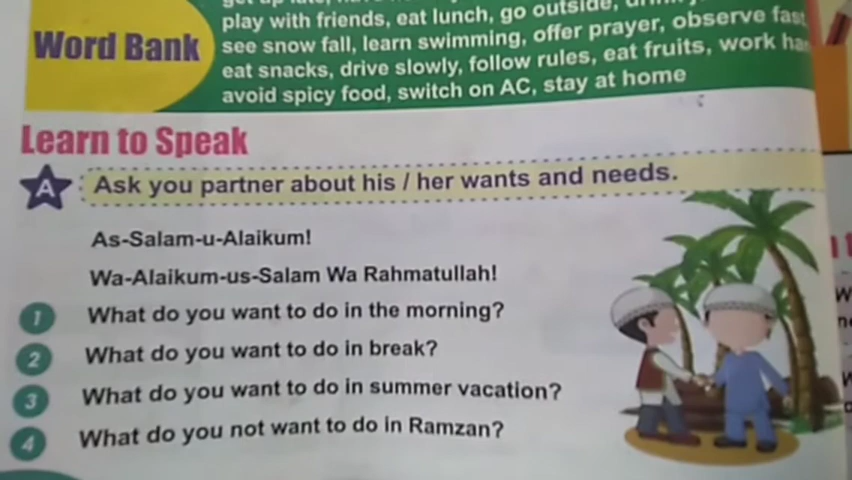 Word Bank
play with friends, eat lunch, go outside,
see snow fall, learn swimming, offer prayer, observe fast
eat snacks, drive slowly, follow rules, eat fruits, work
avoid spicy food, switch on AC, stay at home
Learn to Speak
A Ask you partner about his / her wants and needs.
As-Salam-u-Alaikum!
Wa-Alaikum-us-Salam Wa Rahmatullah!
1 What do you want to do in the morning?
2 What do you want to do in break?
3 What do you want to do in summer vacation?
4 What do you not want to do in Ramzan?